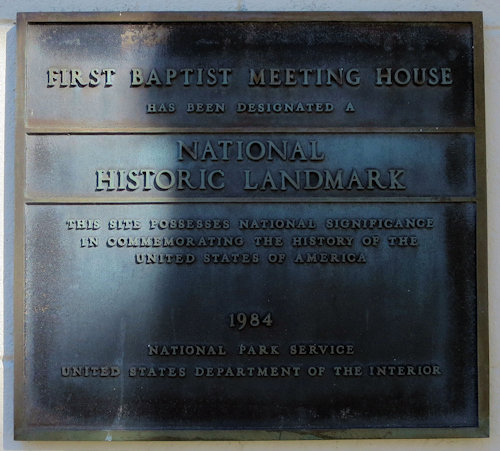 FIRST BAPTIST MEETING HOUSE
HAS BEEN DESIGNATED A
NATIONAL
HISTORIC LANDMARK
THIS SITE POSSESSES NATIONAL SIGNIFICANCE
IN COMMEMORATING THE HISTORY OF THE
UNITED STATES OF AMERICA
1984
NATIONAL PARK SERVICE
UNITED STATES DEPARTMENT OF THE INTERIOR